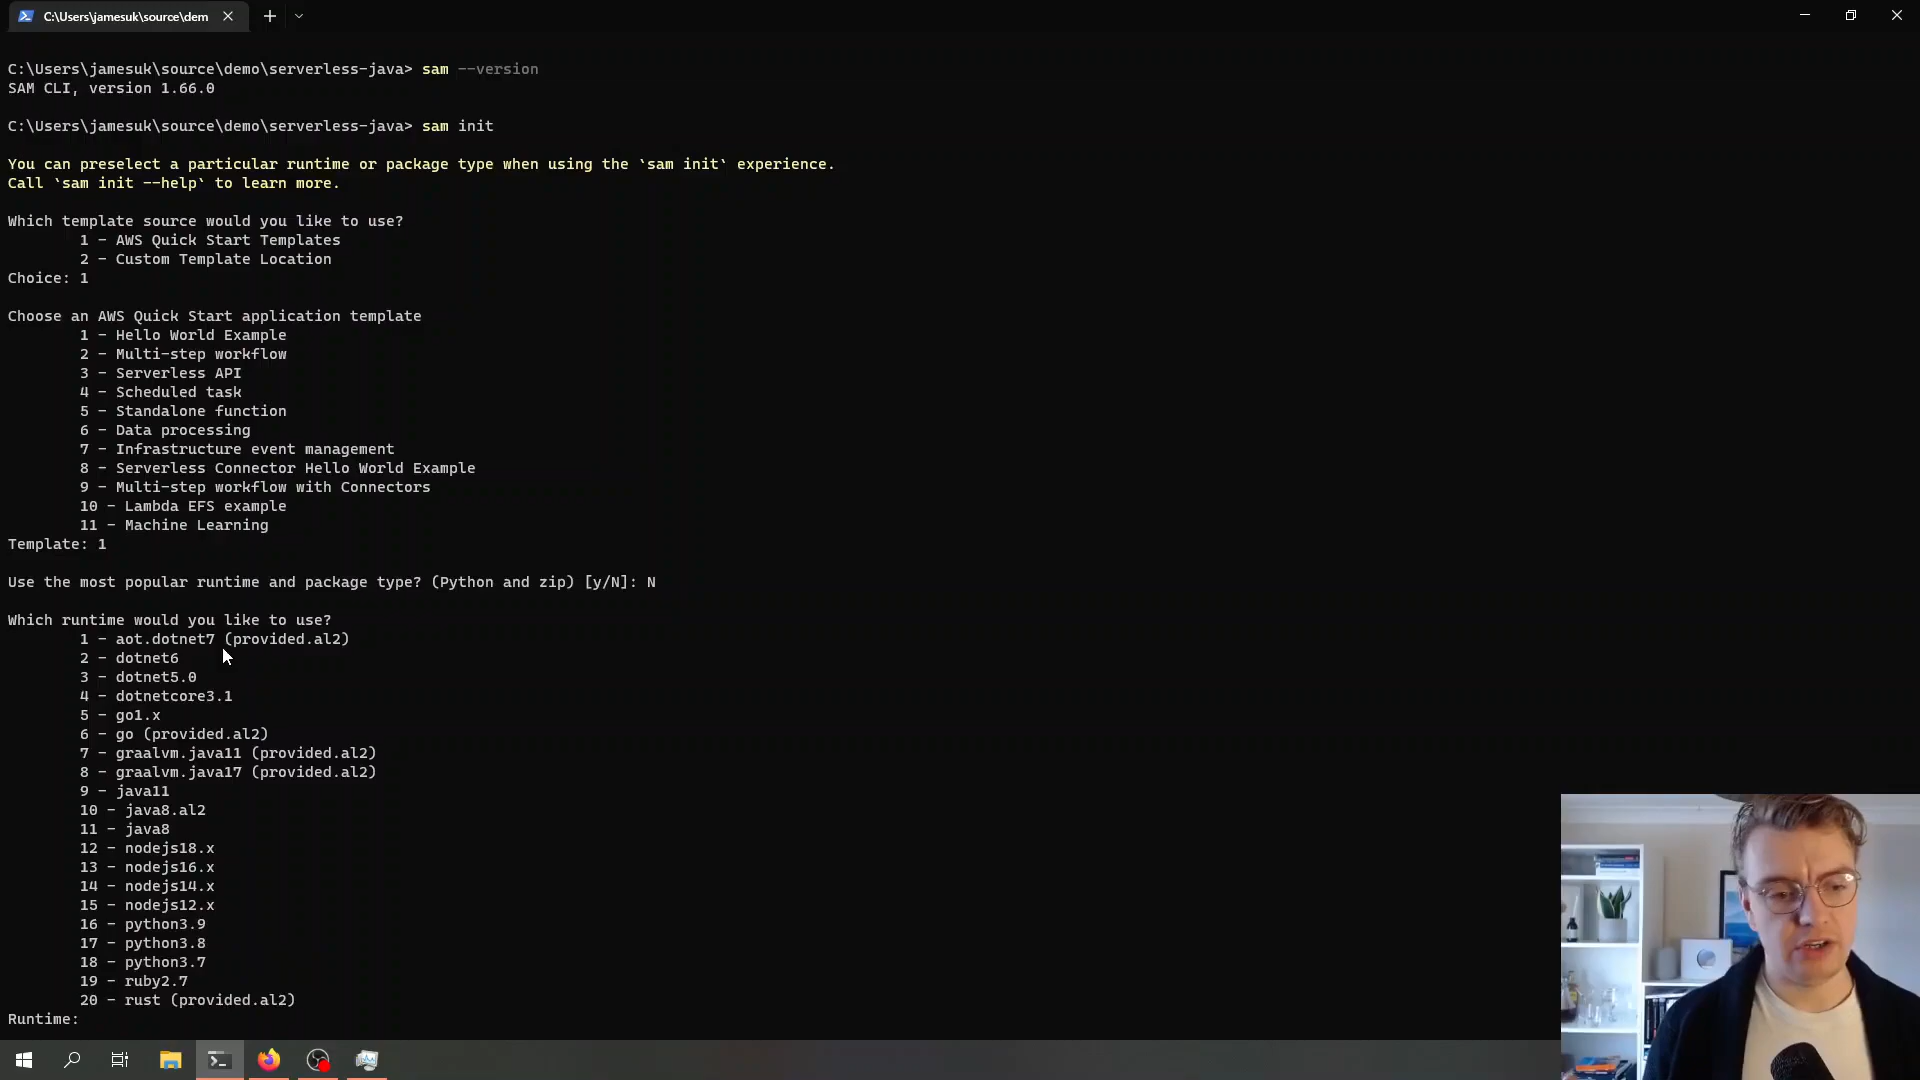 C:\Users\jamesuk\source\dem
C:\Users\jamesuk\source\demo\serverless-java> sam --version
SAM CLI, version 1.66.0
C:\Users\jamesuk\source\demo\serverless-java> sam init
You can preselect a particular runtime or package type when using the `sam init` experience.
Call `sam init --help` to learn more.
Which template source would you like to use?
1 - AWS Quick Start Templates
2 - Custom Template Location
Choice: 1
Choose an AWS Quick Start application template
1 - Hello World Example
2 - Multi-step workflow
3 - Serverless API
4 - Scheduled task
5 - Standalone function
6 - Data processing
7 - Infrastructure event management
8 - Serverless Connector Hello World Example
9 - Multi-step workflow with Connectors
10 - Lambda EFS example
11 - Machine Learning
Template: 1
Use the most popular runtime and package type? (Python and zip) [y/N]: N
Which runtime would you like to use?
1 - aot.dotnet7 (provided.al2)
2 - dotnet6
3 - dotnet5.0
4 - dotnetcore3.1
5 - go1.x
6 - go (provided.al2)
7 - graalvm.java11 (provided.al2)
8 - graalvm.java17 (provided.al2)
9 - java11
10 - java8.al2
11 - java8
12 - nodejs18.x
13 - nodejs16.x
14 - nodejs14.x
15 - nodejs12.x
16 - python3.9
17 - python3.8
18 - python3.7
19 - ruby2.7
20 - rust (provided.al2)
Runtime: